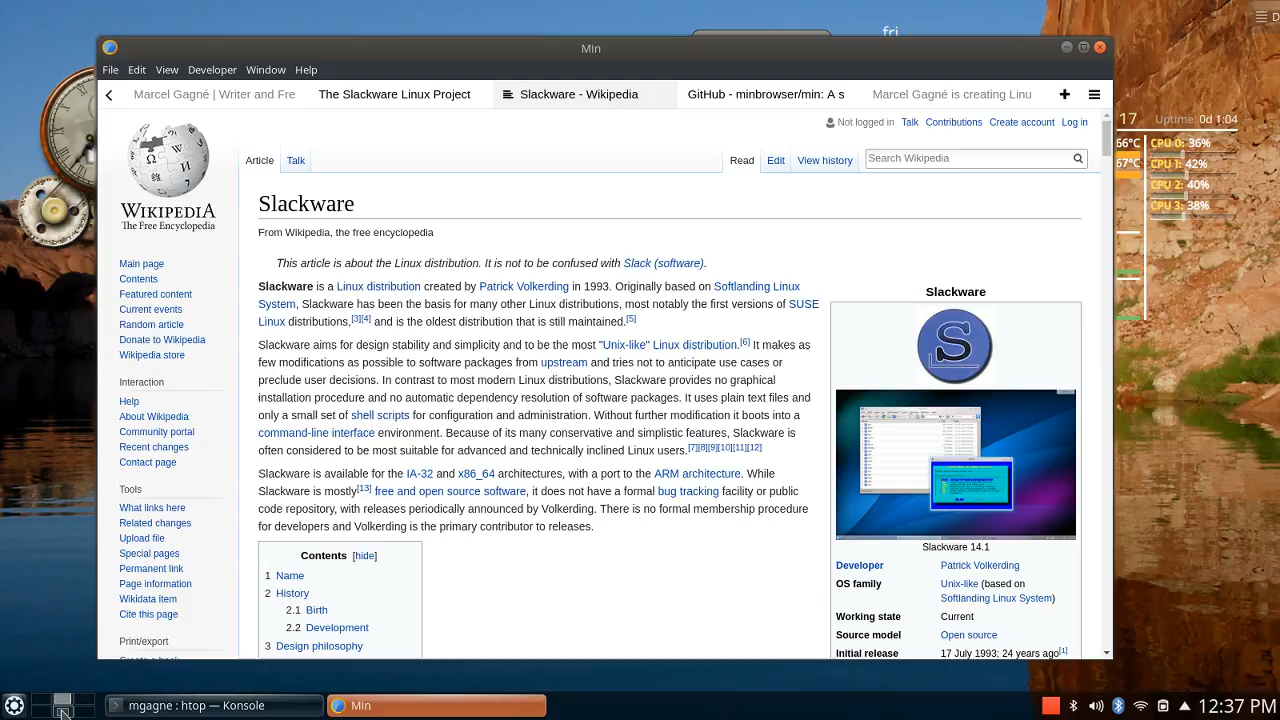 fri
D
Min
File Edit View Developer Window Help
Marcel Gagné | Writer and Fre
The Slackware Linux Project
Slackware - Wikipedia
GitHub - minbrowser/min: A s
Marcel Gagné is creating Linu
17 Uptime: 0d 1:04
66°C CPU 0: 36%
67°C CPU 1: 42%
CPU 2: 40%
CPU 3: 38%
Not logged in Talk Contributions Create account Log in
Article Talk Read Edit View history Search Wikipedia
WIKIPEDIA
The Free Encyclopedia
Main page
Contents
Featured content
Current events
Random article
Donate to Wikipedia
Wikipedia store
Interaction
Help
About Wikipedia
Community portal
Recent changes
Contact page
Tools
What links here
Related changes
Upload file
Special pages
Permanent link
Page information
Wikidata item
Cite this page
Print/export
Slackware
From Wikipedia, the free encyclopedia
This article is about the Linux distribution. It is not to be confused with Slack (software).
Slackware is a Linux distribution created by Patrick Volkerding in 1993. Originally based on Softlanding Linux
System, Slackware has been the basis for many other Linux distributions, most notably the first versions of SUSE
Linux distributions,[3][4] and is the oldest distribution that is still maintained.[5]
Slackware aims for design stability and simplicity and to be the most "Unix-like" Linux distribution.[6] It makes as
few modifications as possible to software packages from upstream and tries not to anticipate use cases or
preclude user decisions. In contrast to most modern Linux distributions, Slackware provides no graphical
installation procedure and no automatic dependency resolution of software packages. It uses plain text files and
only a small set of shell scripts for configuration and administration. Without further modification it boots into a
command-line interface environment. Because of its many conservative and simplistic features, Slackware is
often considered to be most suitable for advanced and technically inclined Linux users.[7][8][9][10][11][12]
Slackware is available for the IA-32 and x86_64 architectures, with a port to the ARM architecture. While
Slackware is mostly[13] free and open source software, it does not have a formal bug tracking facility or public
code repository, with releases periodically announced by Volkerding. There is no formal membership procedure
for developers and Volkerding is the primary contributor to releases.
Contents [hide]
1 Name
2 History
2.1 Birth
2.2 Development
3 Design philosophy
Slackware
S
Slackware 14.1
Developer Patrick Volkerding
OS family Unix-like (based on
Softlanding Linux System)
Working state Current
Source model Open source
Initial release 17 July 1993; 24 years ago[1]
mgagne : htop — Konsole
Min
12:37 PM